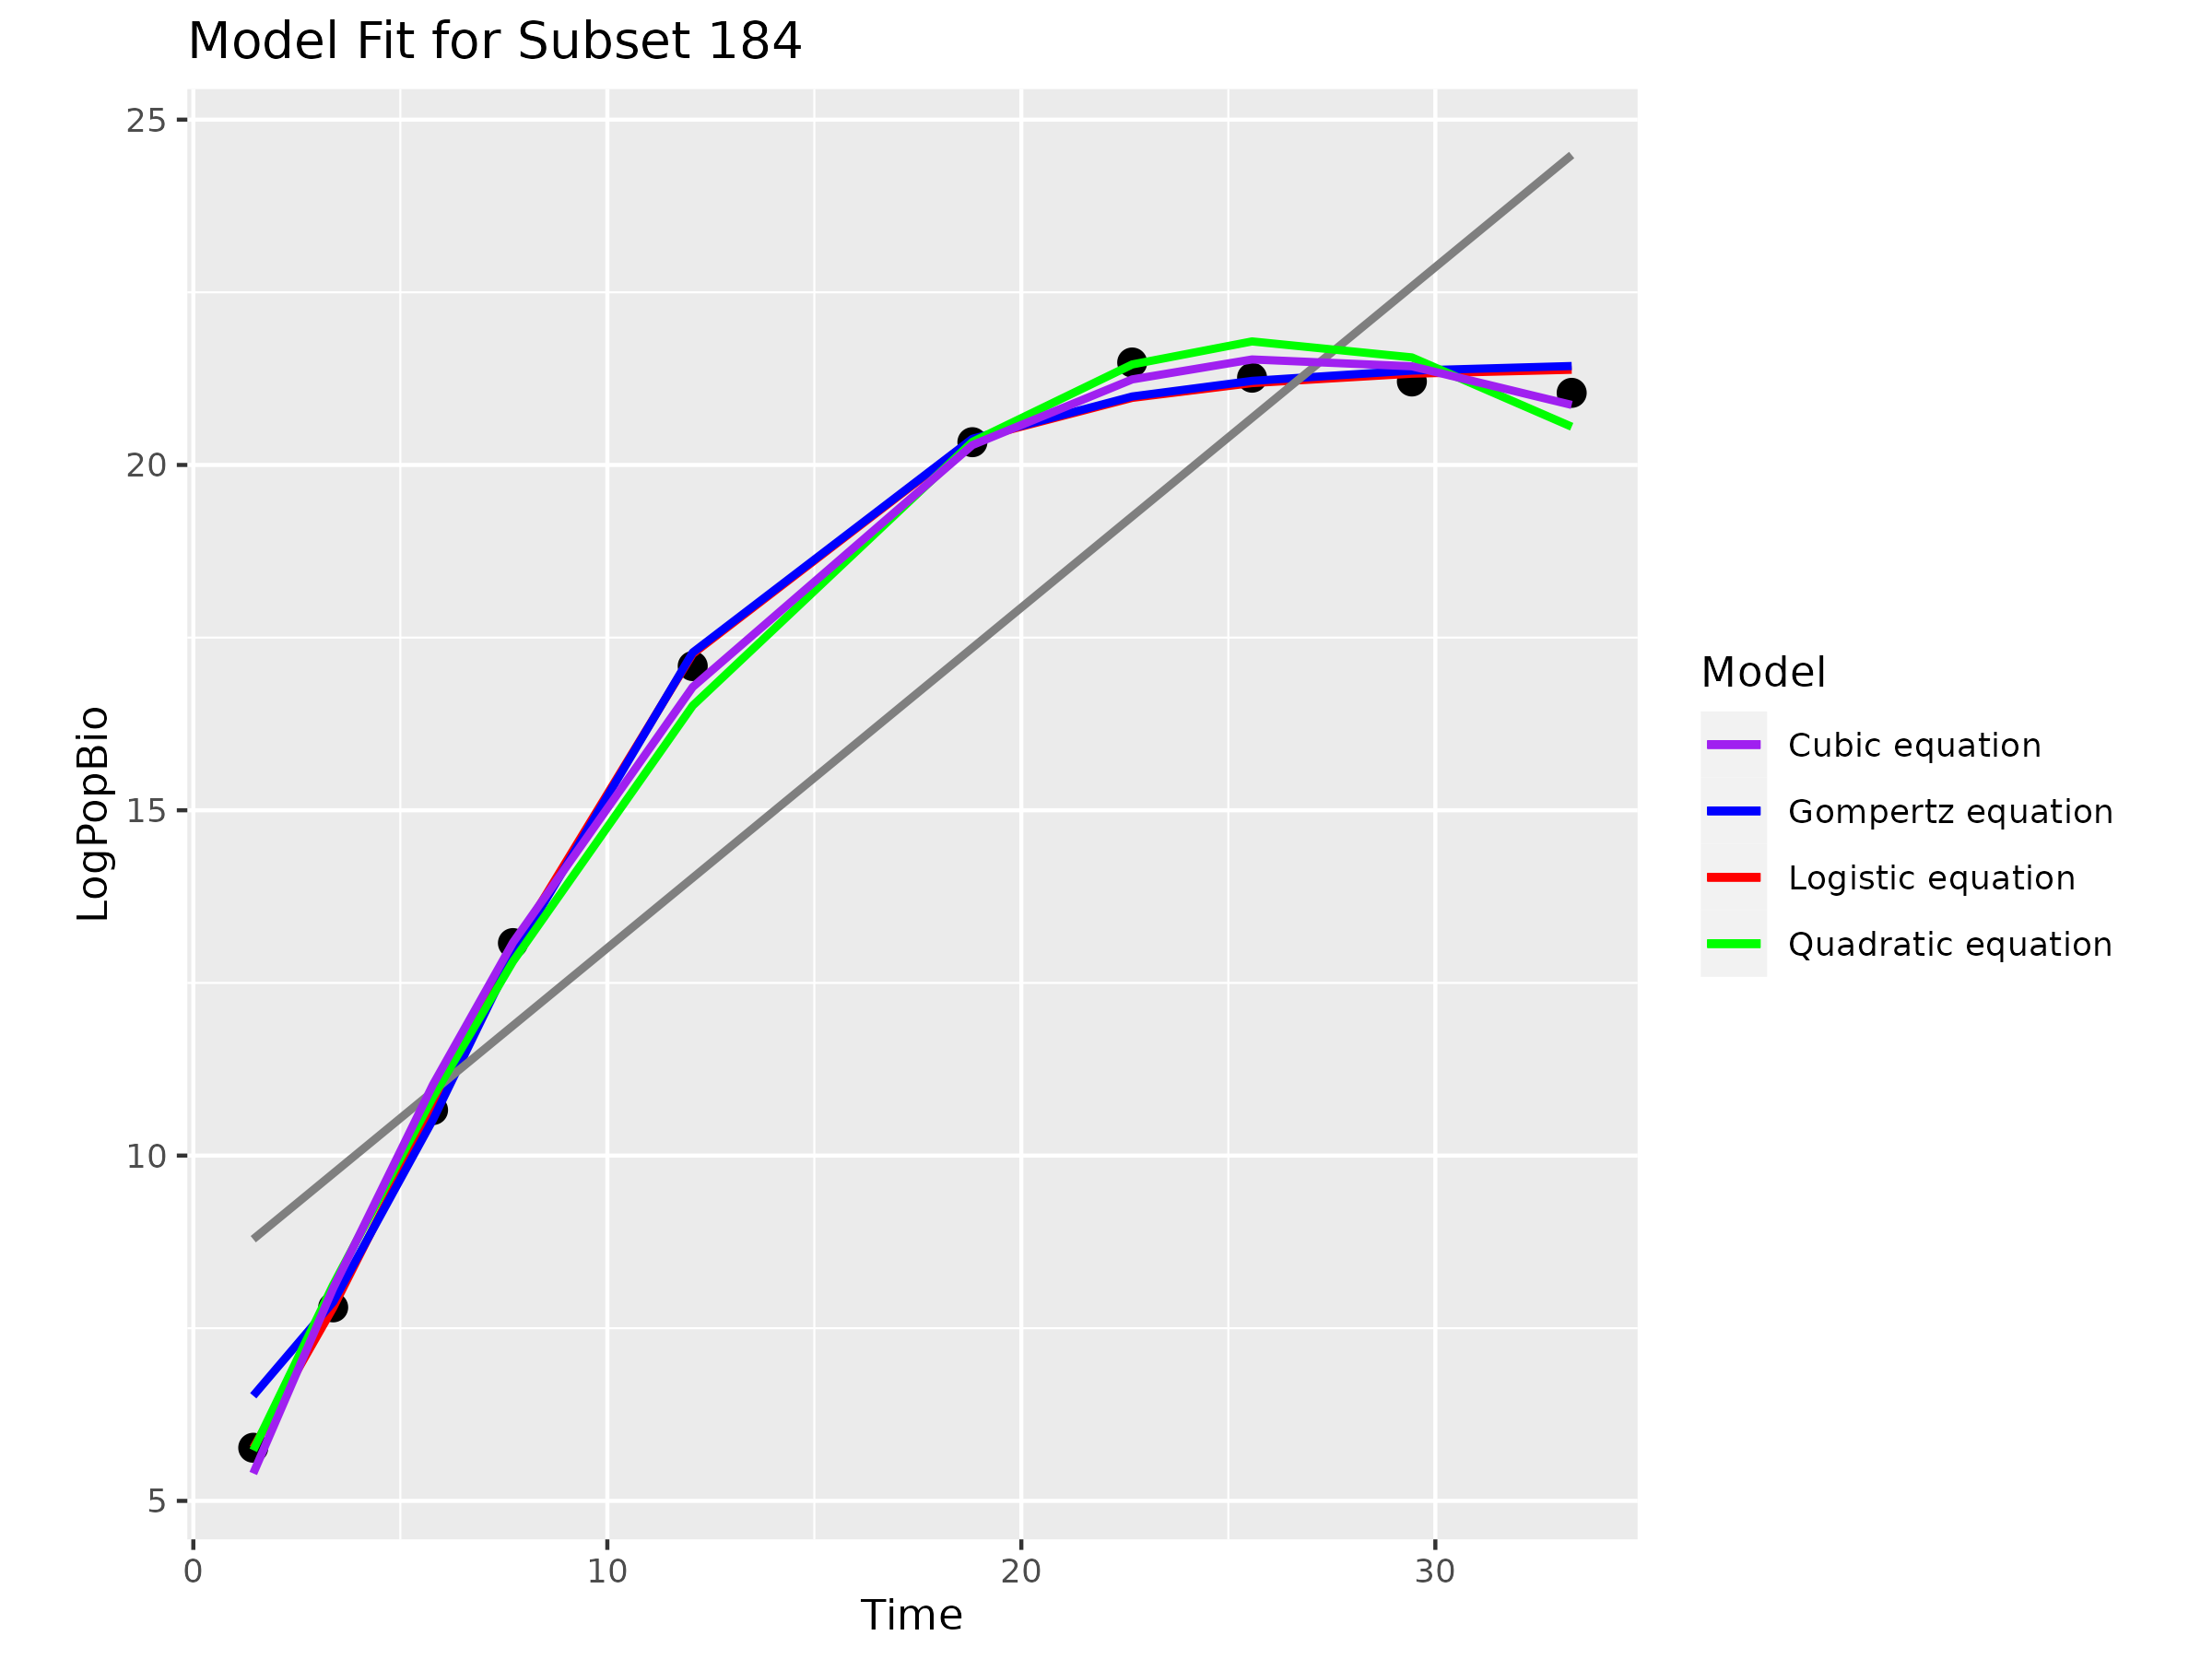 Model Fit for Subset 184
25
20
15
10
5
LogPopBio
0 10 20 30
Time
Model
Cubic equation
Gompertz equation
Logistic equation
Quadratic equation